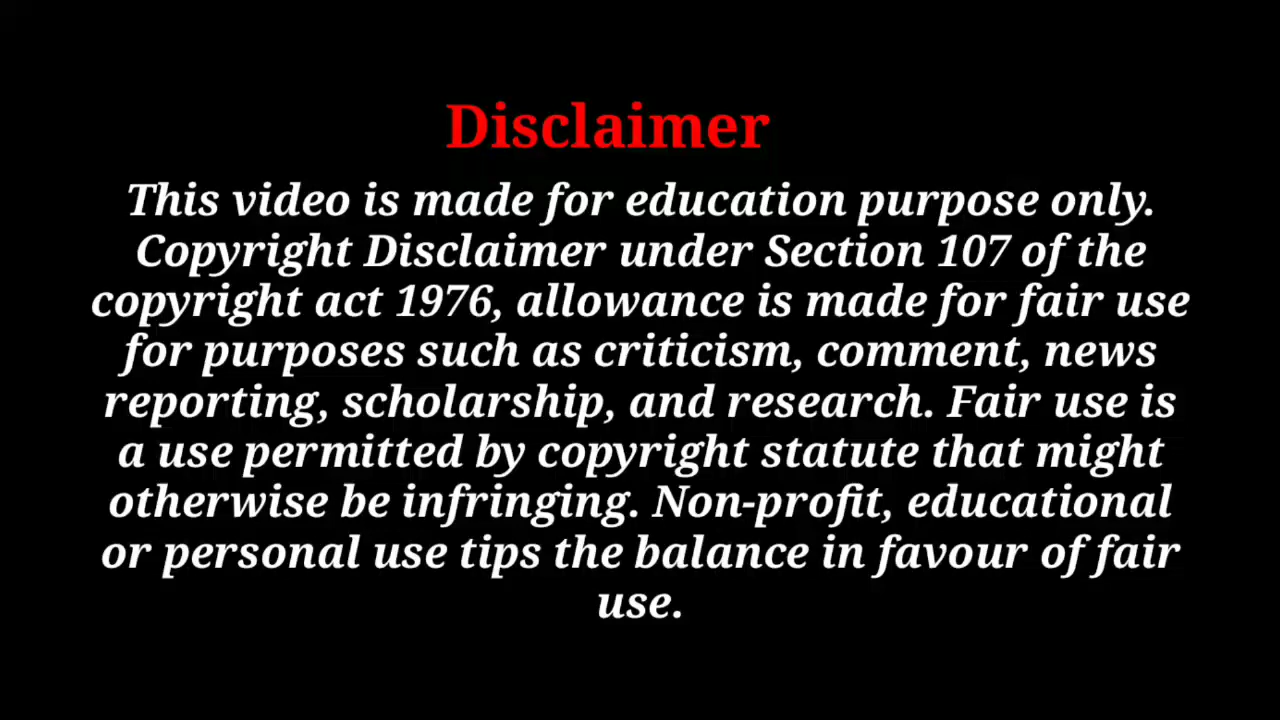 Disclaimer
This video is made for education purpose only.
Copyright Disclaimer under Section 107 of the
copyright act 1976, allowance is made for fair use
for purposes such as criticism, comment, news
reporting, scholarship, and research. Fair use is
a use permitted by copyright statute that might
otherwise be infringing. Non-profit, educational
or personal use tips the balance in favour of fair
use.